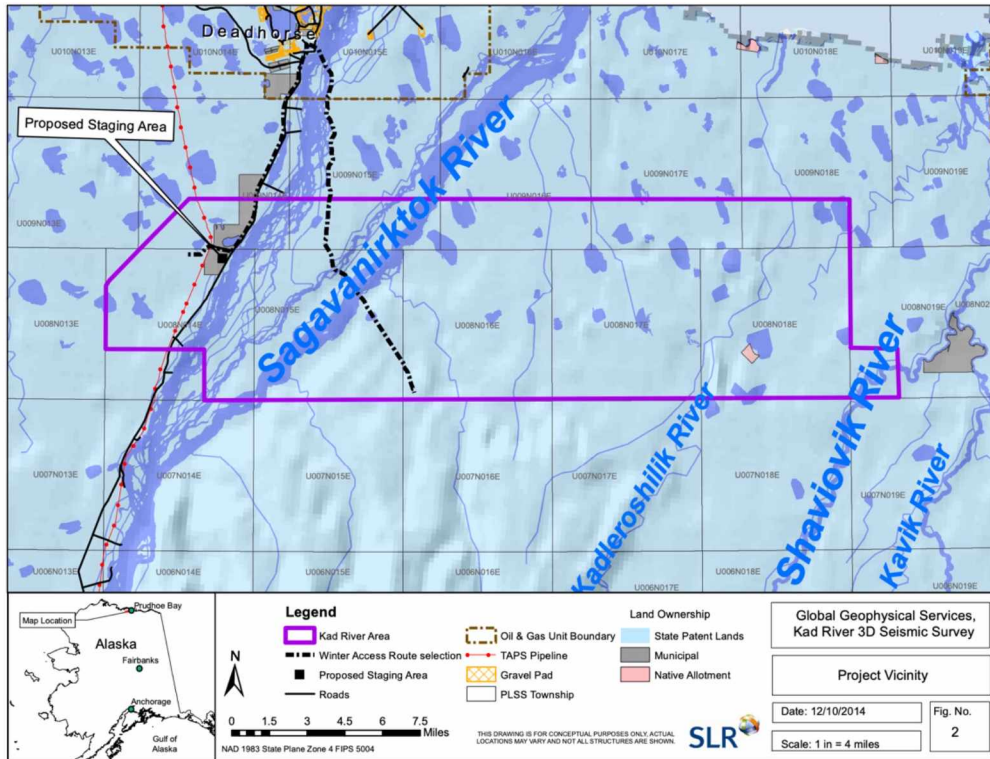 Deadhorse
U010N013E
U010N014E
U010N015E
U010N016E
U010N017E
U010N018E
U010N019E
Proposed Staging Area
U009N013E
U009N015E
U009N016E
U009N017E
U009N018E
U009N019E
Sagavanirktok River
U008N013E
U008N014E
U008N015E
U008N016E
U008N017E
U008N018E
U008N019E
Shaviovik River
Kadleroshilik River
Kavik River
U007N013E
U007N014E
U007N015E
U007N016E
U007N017E
U007N018E
U007N019E
U006N013E
U006N014E
U006N015E
U006N016E
U006N017E
U006N018E
U006N019E
Map Location
Prudhoe Bay
Alaska
Fairbanks
Anchorage
Gulf of
Alaska
Legend
Kad River Area
Winter Access Route selection
Proposed Staging Area
Roads
Oil & Gas Unit Boundary
TAPS Pipeline
Gravel Pad
PLSS Township
Land Ownership
State Patent Lands
Municipal
Native Allotment
N
0 1.5 3 4.5 6 7.5
Miles
NAD 1983 State Plane Zone 4 FIPS 5004
THIS DRAWING IS FOR CONCEPTUAL PURPOSES ONLY, ACTUAL
LOCATIONS MAY VARY AND NOT ALL STRUCTURES ARE SHOWN.
SLR
Global Geophysical Services,
Kad River 3D Seismic Survey
Project Vicinity
Date: 12/10/2014
Scale: 1 in = 4 miles
Fig. No.
2